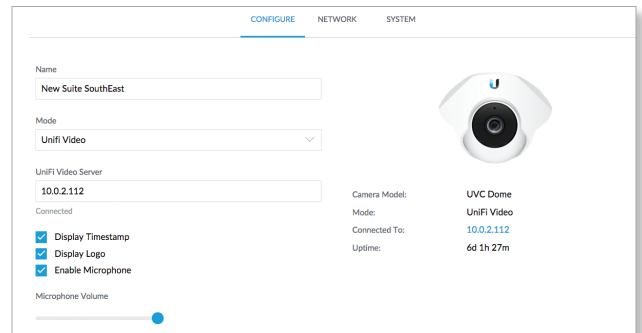 CONFIGURE NETWORK SYSTEM
Name
New Suite SouthEast
Mode
Unifi Video
UniFi Video Server
10.0.2.112
Connected
Display Timestamp
Display Logo
Enable Microphone
Microphone Volume
U
Camera Model: UVC Dome
Mode: UniFi Video
Connected To: 10.0.2.112
Uptime: 6d 1h 27m